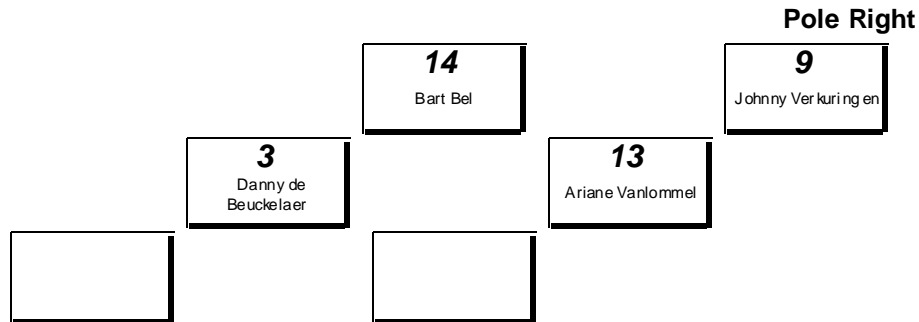 Pole Right
14
Bart Bel
9
Johnny Verkuringen
3
Danny de
Beuckelaer
13
Ariane Vanlommel